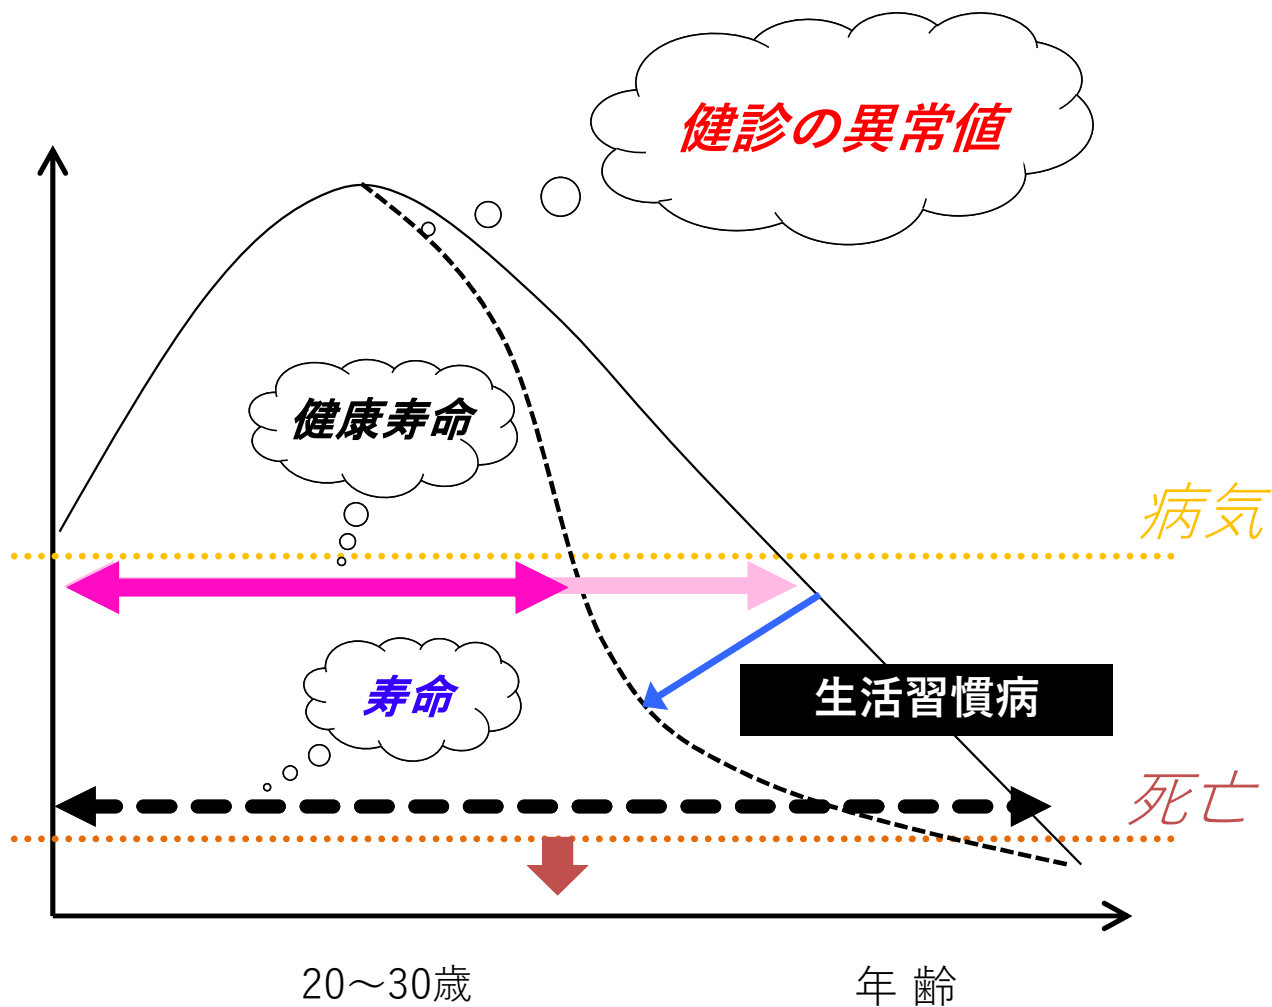 健診の異常値
健康寿命
病気
寿命
生活習慣病
死亡
20～30歳
年 齢